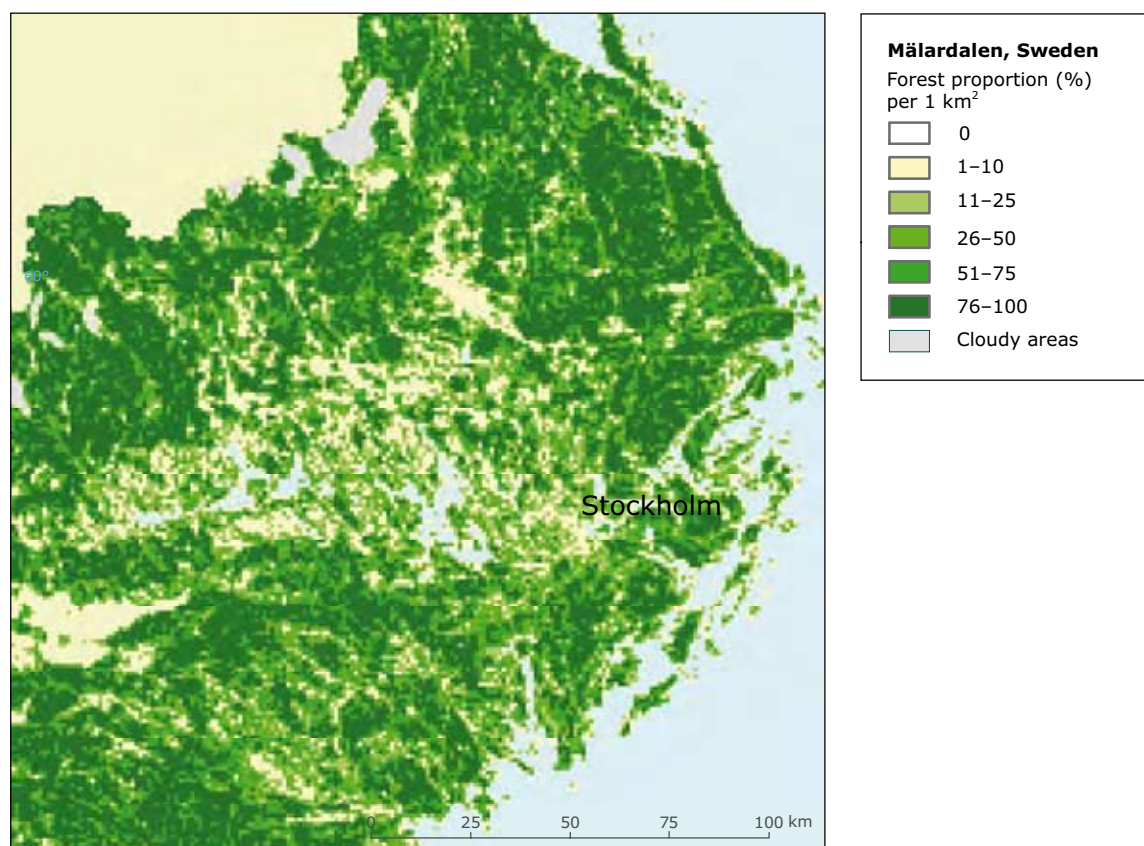 Mälardalen, Sweden
Forest proportion (%)
per 1 km²
0
1–10
11–25
26–50
51–75
76–100
Cloudy areas
60°
Stockholm
0 25 50 75 100 km